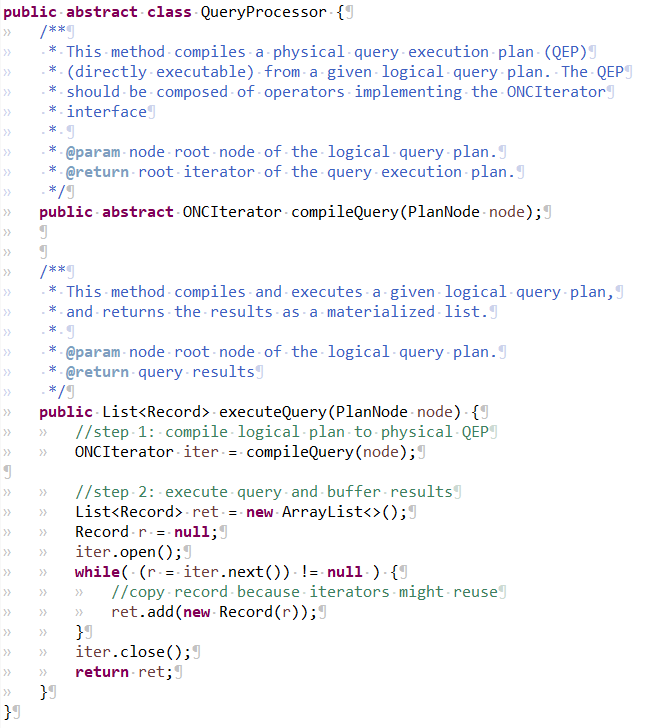 public abstract class QueryProcessor {
/**
* This method compiles a physical query execution plan (QEP)
* (directly executable) from a given logical query plan. The QEP
* should be composed of operators implementing the ONCIterator
* interface
*
* @param node root node of the logical query plan.
* @return root iterator of the query execution plan.
*/
public abstract ONCIterator compileQuery(PlanNode node);
/**
* This method compiles and executes a given logical query plan,
* and returns the results as a materialized list.
*
* @param node root node of the logical query plan.
* @return query results
*/
public List<Record> executeQuery(PlanNode node) {
//step 1: compile logical plan to physical QEP
ONCIterator iter = compileQuery(node);
//step 2: execute query and buffer results
List<Record> ret = new ArrayList<>();
Record r = null;
iter.open();
while( (r = iter.next()) != null ) {
//copy record because iterators might reuse
ret.add(new Record(r));
}
iter.close();
return ret;
}
}